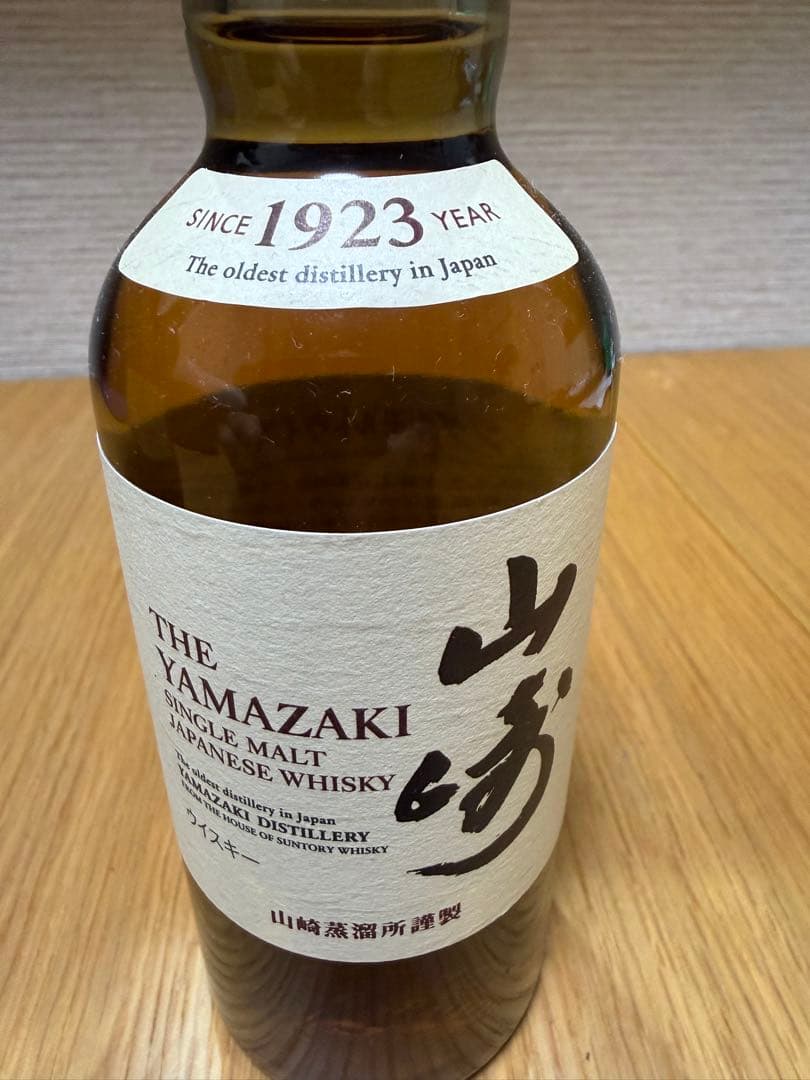 SINCE 1923 YEAR
The oldest distillery in Japan
THE
YAMAZAKI
SINGLE MALT
JAPANESE WHISKY
The oldest distillery in Japan
YAMAZAKI DISTILLERY
FROM THE HOUSE OF SUNTORY WHISKY
ウイスキー
山崎
山崎蒸溜所謹製